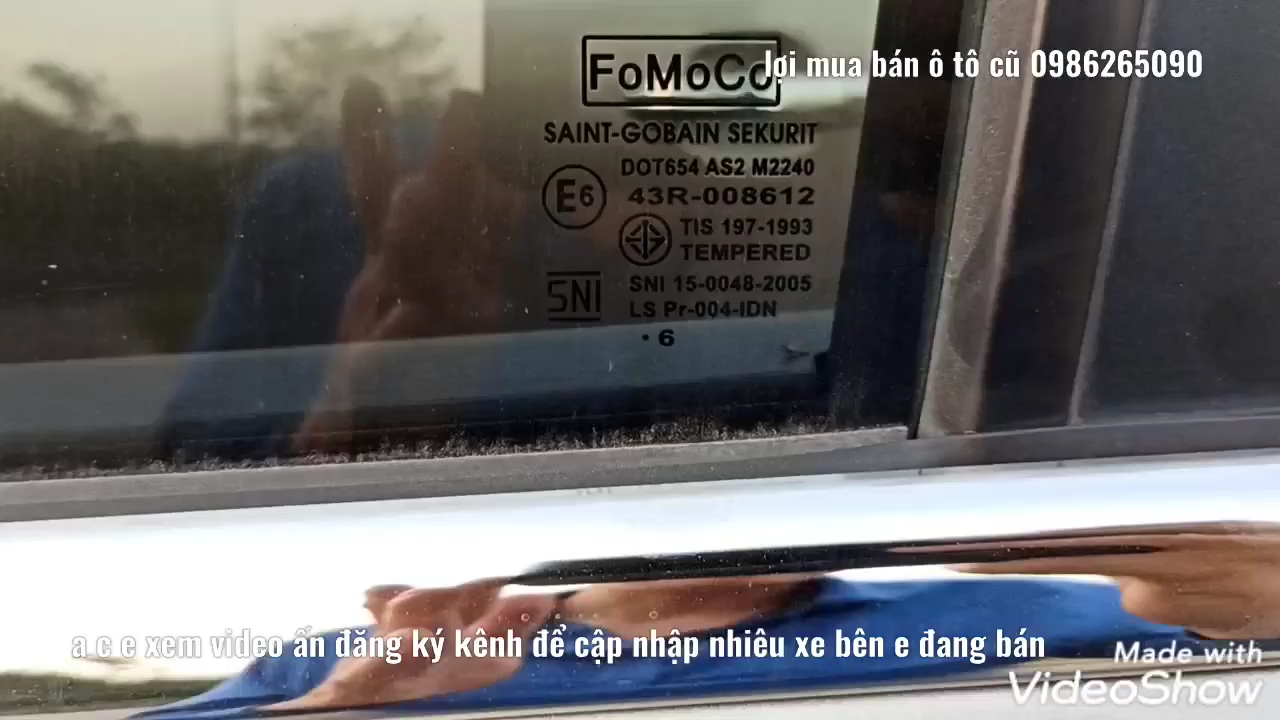 FoMoCo
lợi mua bán ô tô cũ 0986265090
SAINT-GOBAIN SEKURIT
DOT654 AS2 M2240
E6
43R-008612
TIS 197-1993
TEMPERED
SNI
SNI 15-0048-2005
LS Pr-004-IDN
· 6
a c e xem video ấn đăng ký kênh để cập nhập nhiêu xe bên e đang bán
Made with
VideoShow